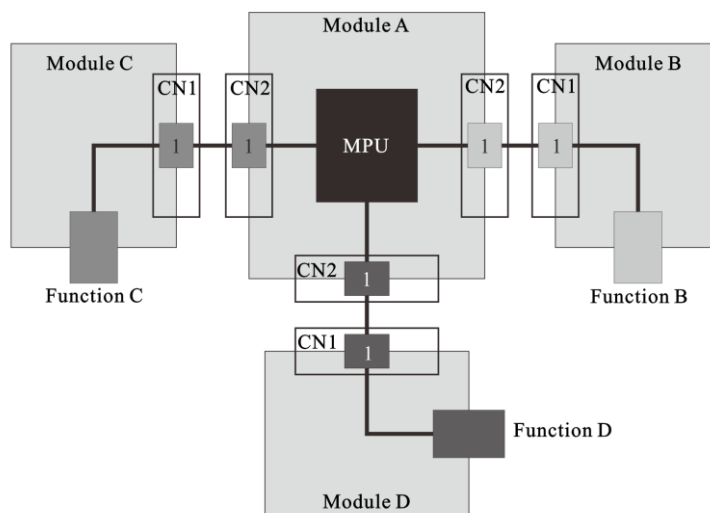 Module A
Module C
Module B
CN1
CN2
CN2
CN1
1
1
MPU
1
1
Function C
Function B
CN2
1
CN1
1
Function D
Module D